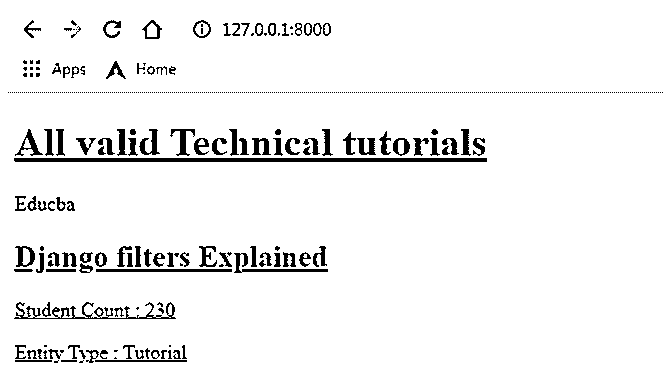 127.0.0.1:8000
Apps Home
All valid Technical tutorials
Educba
Django filters Explained
Student Count : 230
Entity Type : Tutorial